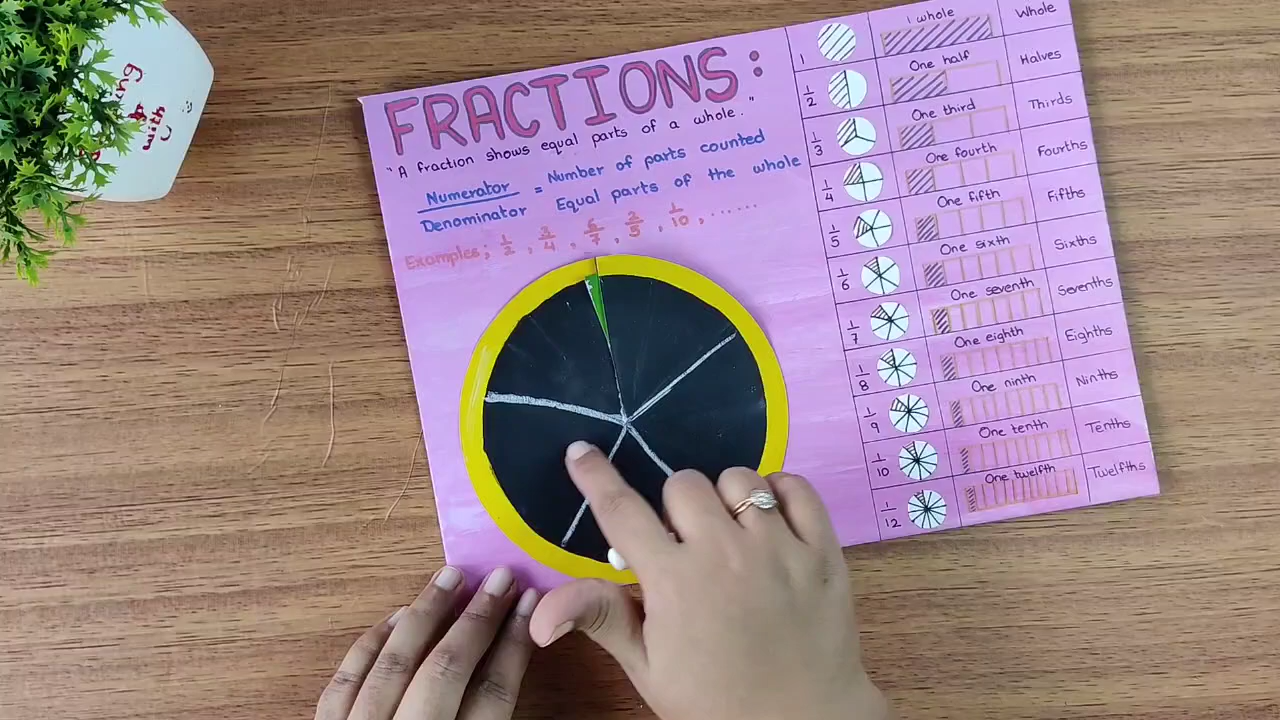 FRACTIONS:
"A fraction shows equal parts of a whole."
Numerator = Number of parts counted
Denominator Equal parts of the whole
Examples; 1/2, 3/4, 6/7, 2/5, 1/10, ......
1 1 whole Whole
1/2 One half Halves
1/3 One third Thirds
1/4 One fourth Fourths
1/5 One fifth Fifths
1/6 One sixth Sixths
1/7 One seventh Sevenths
1/8 One eighth Eighths
1/9 One ninth Ninths
1/10 One tenth Tenths
1/12 One twelfth Twelfths
with